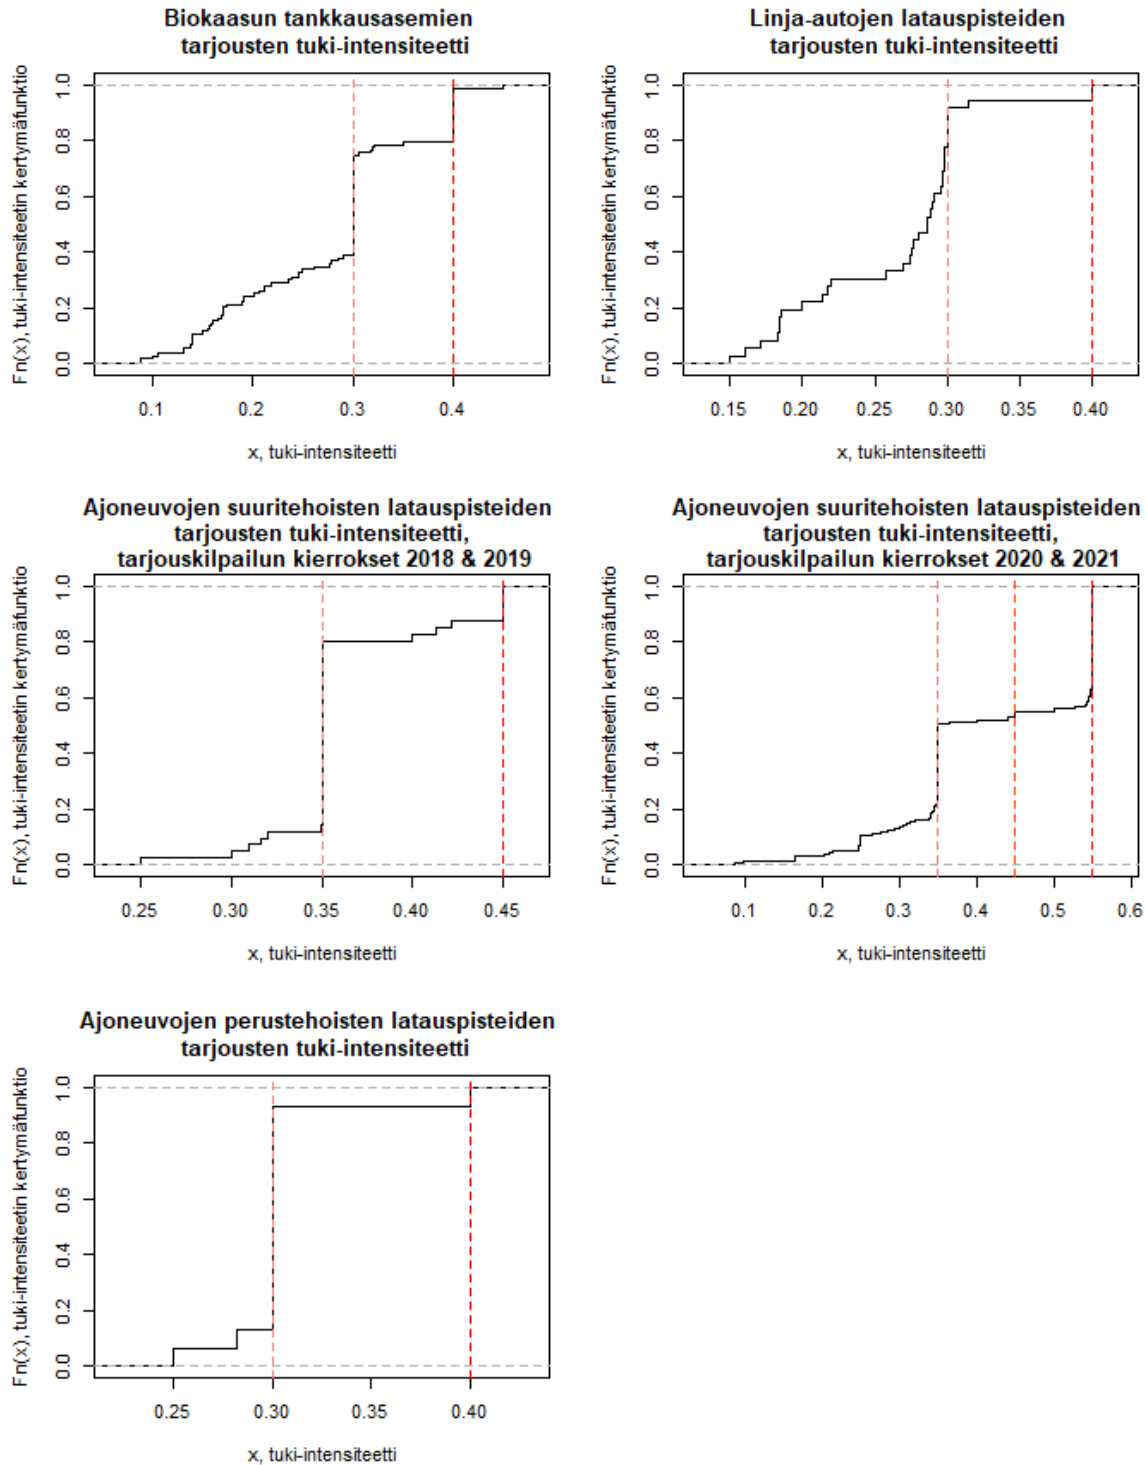 Biokaasun tankkausasemien
tarjousten tuki-intensiteetti
Fn(x), tuki-intensiteetin kertymäfunktio
0.0 0.2 0.4 0.6 0.8 1.0
0.1 0.2 0.3 0.4
x, tuki-intensiteetti
Linja-autojen latauspisteiden
tarjousten tuki-intensiteetti
Fn(x), tuki-intensiteetin kertymäfunktio
0.0 0.2 0.4 0.6 0.8 1.0
0.15 0.20 0.25 0.30 0.35 0.40
x, tuki-intensiteetti
Ajoneuvojen suuritehoisten latauspisteiden
tarjousten tuki-intensiteetti,
tarjouskilpailun kierrokset 2018 & 2019
Fn(x), tuki-intensiteetin kertymäfunktio
0.0 0.2 0.4 0.6 0.8 1.0
0.25 0.30 0.35 0.40 0.45
x, tuki-intensiteetti
Ajoneuvojen suuritehoisten latauspisteiden
tarjousten tuki-intensiteetti,
tarjouskilpailun kierrokset 2020 & 2021
Fn(x), tuki-intensiteetin kertymäfunktio
0.0 0.2 0.4 0.6 0.8 1.0
0.1 0.2 0.3 0.4 0.5 0.6
x, tuki-intensiteetti
Ajoneuvojen perustehoisten latauspisteiden
tarjousten tuki-intensiteetti
Fn(x), tuki-intensiteetin kertymäfunktio
0.0 0.2 0.4 0.6 0.8 1.0
0.25 0.30 0.35 0.40
x, tuki-intensiteetti